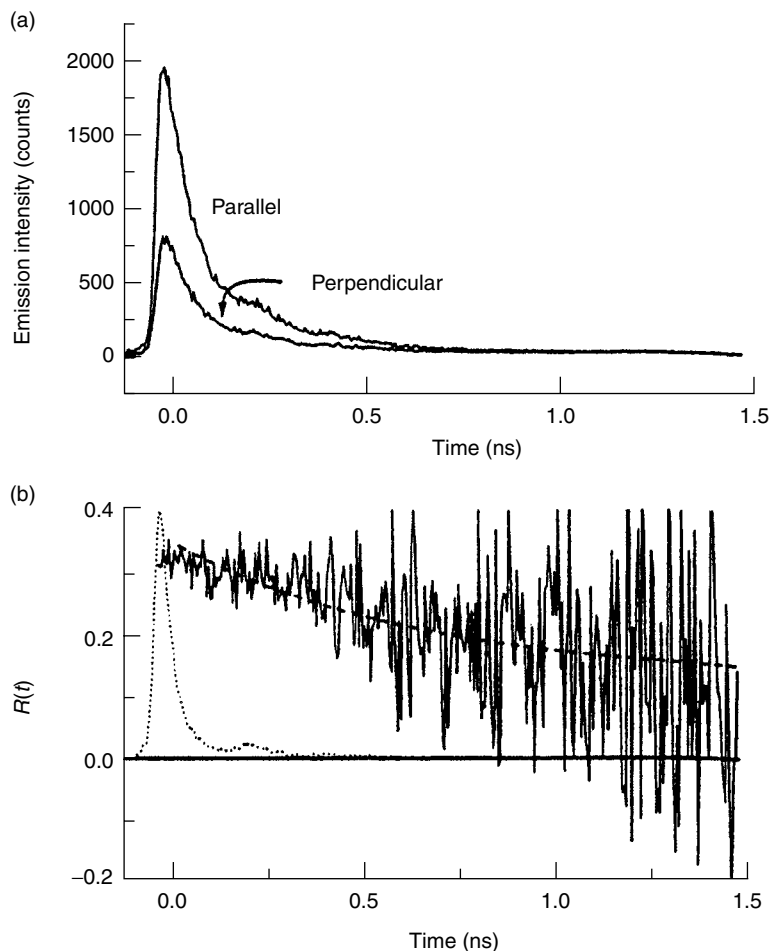 (a)
Emission intensity (counts)
2000
1500
1000
500
0
Parallel
Perpendicular
0.0
0.5
1.0
1.5
Time (ns)
(b)
R(t)
0.4
0.2
0.0
−0.2
0.0
0.5
1.0
1.5
Time (ns)